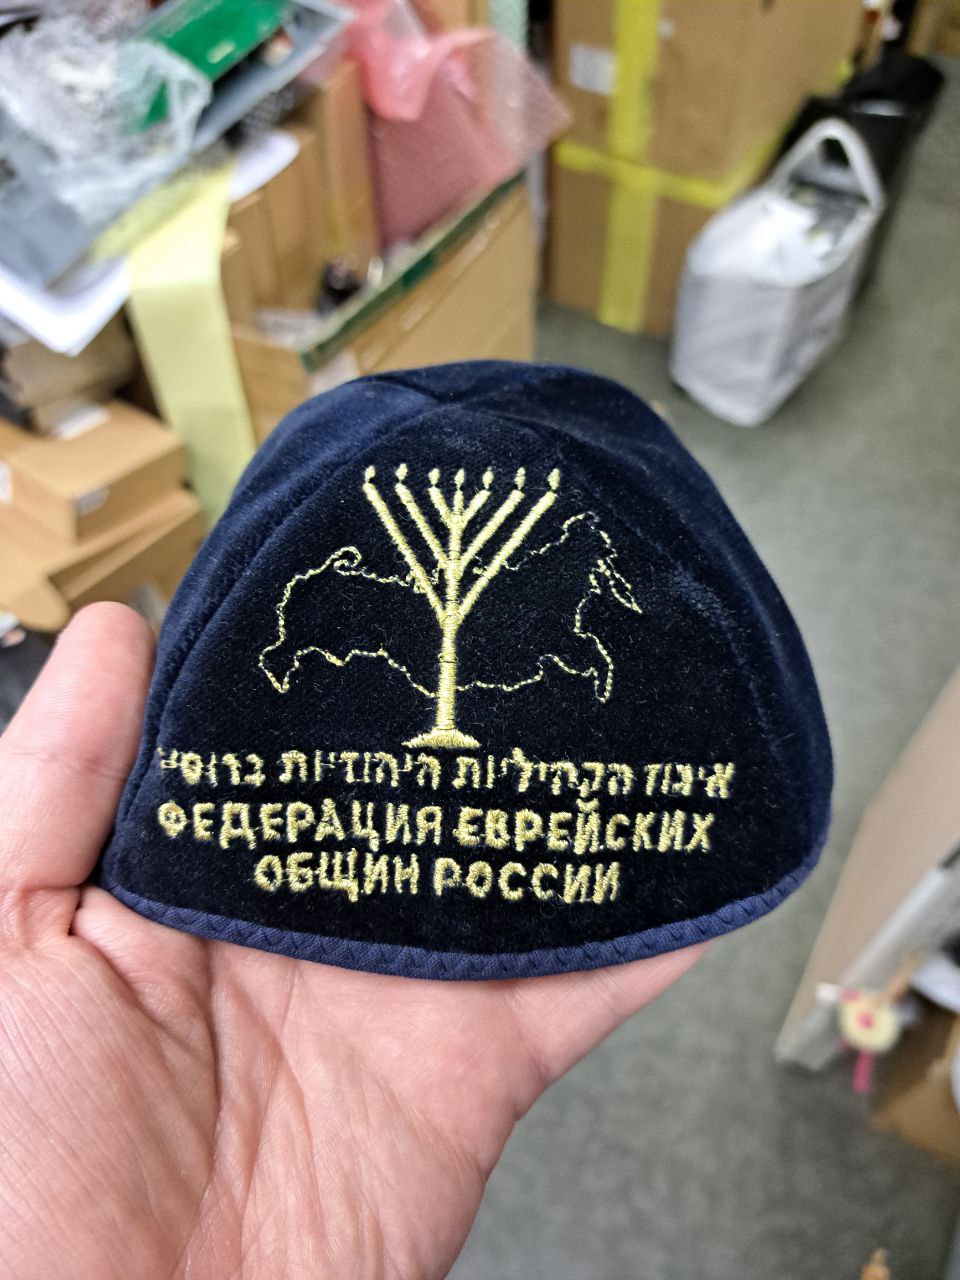 איגוד הקהילות היהודיות ברוסיה
ФЕДЕРАЦИЯ ЕВРЕЙСКИХ
ОБЩИН РОССИИ